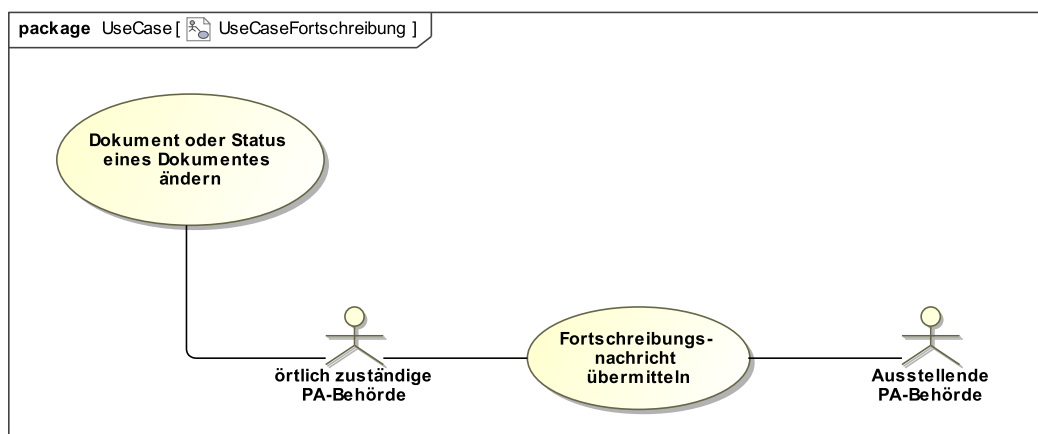 package UseCase [ UseCaseFortschreibung ]
Dokument oder Status
eines Dokumentes
ändern
örtlich zuständige
PA-Behörde
Fortschreibungs-
nachricht
übermitteln
Ausstellende
PA-Behörde